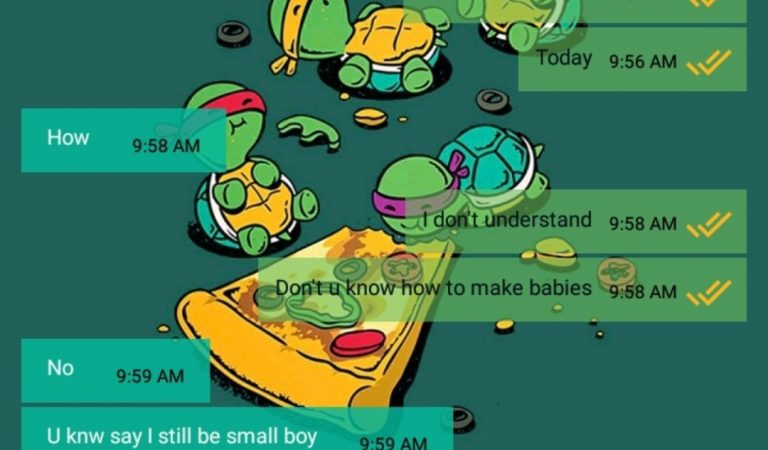 Today 9:56 AM
How 9:58 AM
I don't understand 9:58 AM
Don't u know how to make babies 9:58 AM
No 9:59 AM
U knw say I still be small boy 9:59 AM